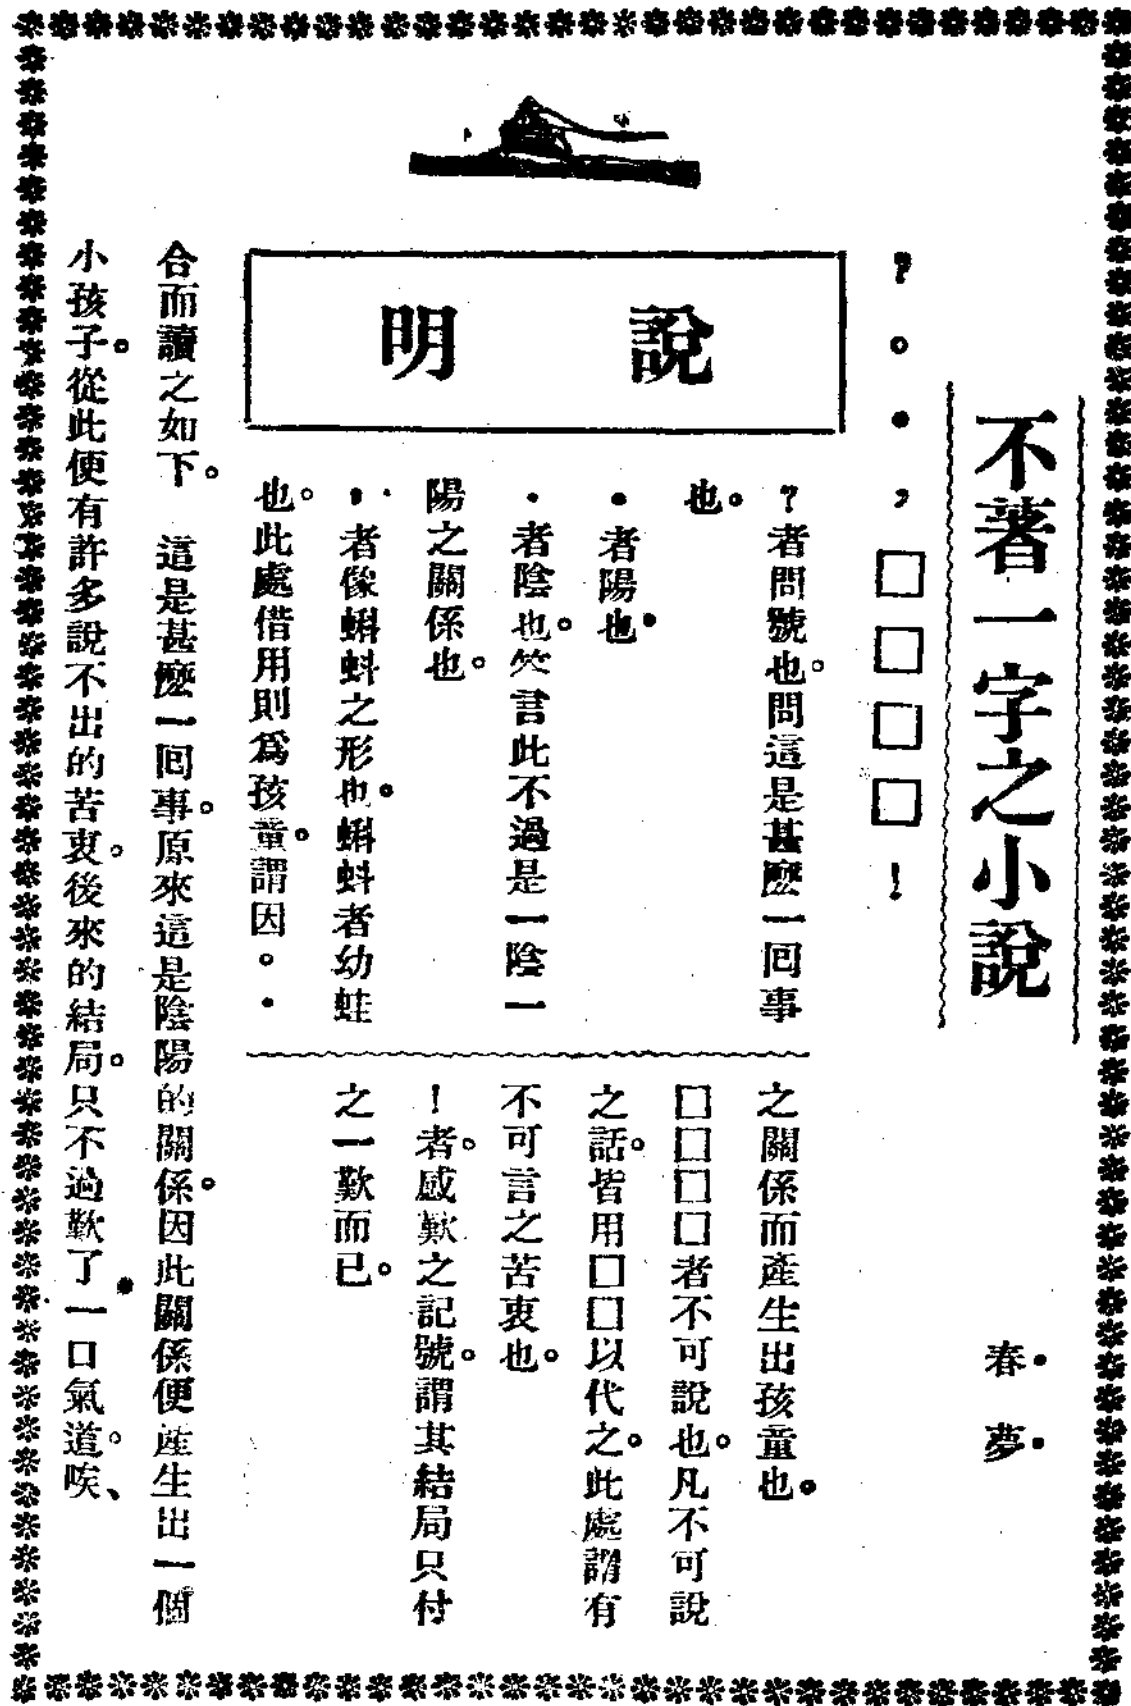 不著一字之小說
春夢
？○●，□□□□！
說明
？者問號也。問這是甚麼一回事
也。
●者陽也。
・者陰也。笑言此不過是一陰一
陽之關係也。
，者像蝌蚪之形也。蝌蚪者幼蛙
也。此處借用則爲孩童。謂因○●
之關係而產生出孩童也。
□□□□者不可說也。凡不可說
之話。皆用□□以代之。此處謂有
不可言之苦衷也。
！者。感歎之記號。謂其結局只付
之一歎而已。
合而讀之如下。　這是甚麼一回事。原來這是陰陽的關係。因此關係便產生出一個
小孩子。從此便有許多說不出的苦衷。後來的結局。只不過歎了一口氣道。唉、